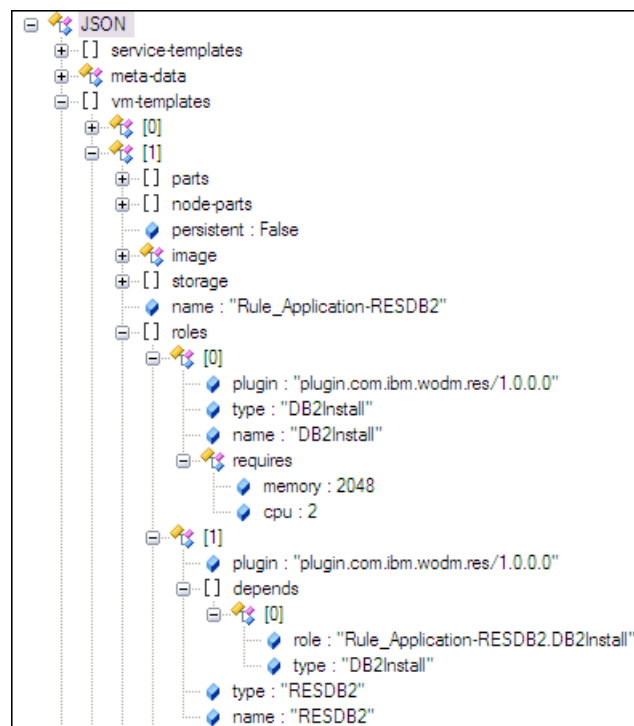 JSON
[] service-templates
meta-data
[] vm-templates
[0]
[1]
[] parts
[] node-parts
persistent : False
image
[] storage
name : "Rule_Application-RESDB2"
[] roles
[0]
plugin : "plugin.com.ibm.wodm.res/1.0.0.0"
type : "DB2Install"
name : "DB2Install"
requires
memory : 2048
cpu : 2
[1]
plugin : "plugin.com.ibm.wodm.res/1.0.0.0"
[] depends
[0]
role : "Rule_Application-RESDB2.DB2Install"
type : "DB2Install"
type : "RESDB2"
name : "RESDB2"